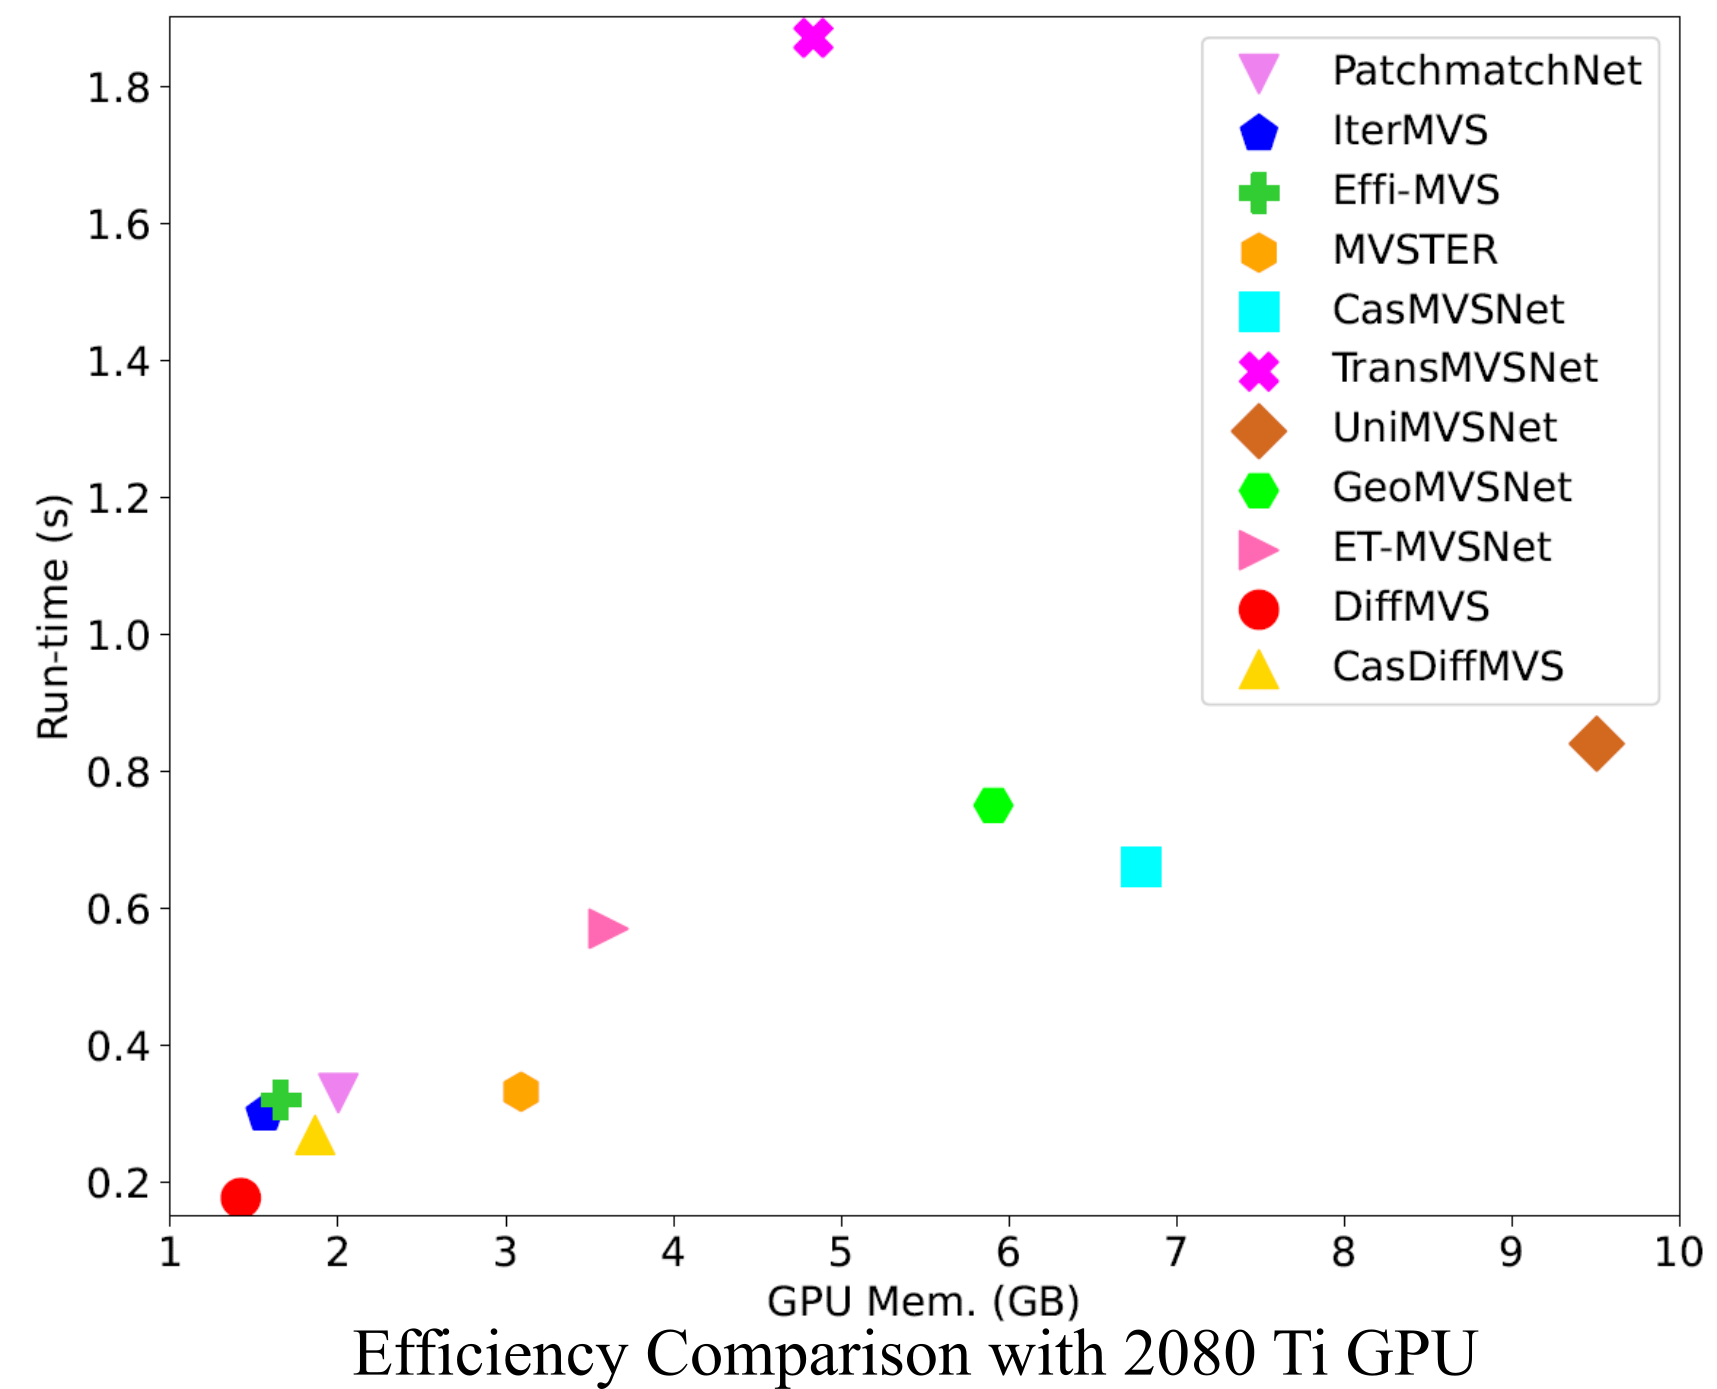 1.8
1.6
1.4
1.2
1.0
0.8
0.6
0.4
0.2
Run-time (s)
PatchmatchNet
IterMVS
Effi-MVS
MVSTER
CasMVSNet
TransMVSNet
UniMVSNet
GeoMVSNet
ET-MVSNet
DiffMVS
CasDiffMVS
1 2 3 4 5 6 7 8 9 10
GPU Mem. (GB)
Efficiency Comparison with 2080 Ti GPU